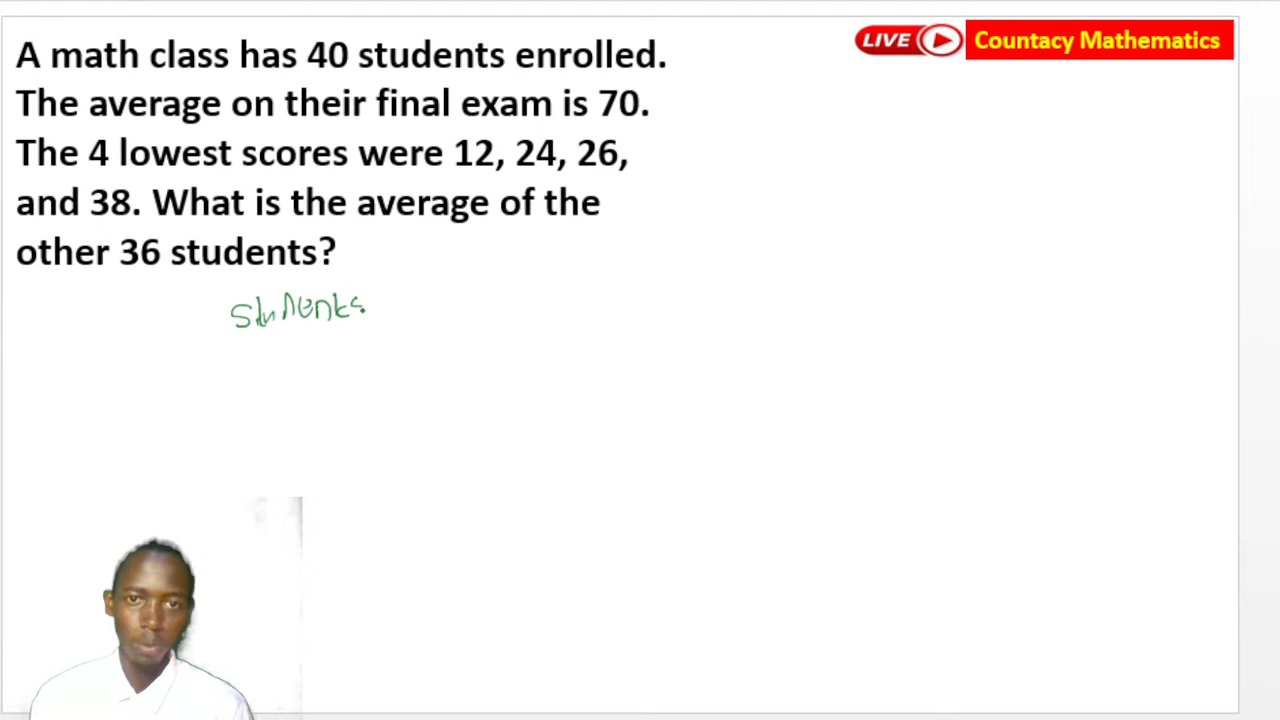 A math class has 40 students enrolled.
The average on their final exam is 70.
The 4 lowest scores were 12, 24, 26,
and 38. What is the average of the
other 36 students?
students
LIVE
Countacy Mathematics